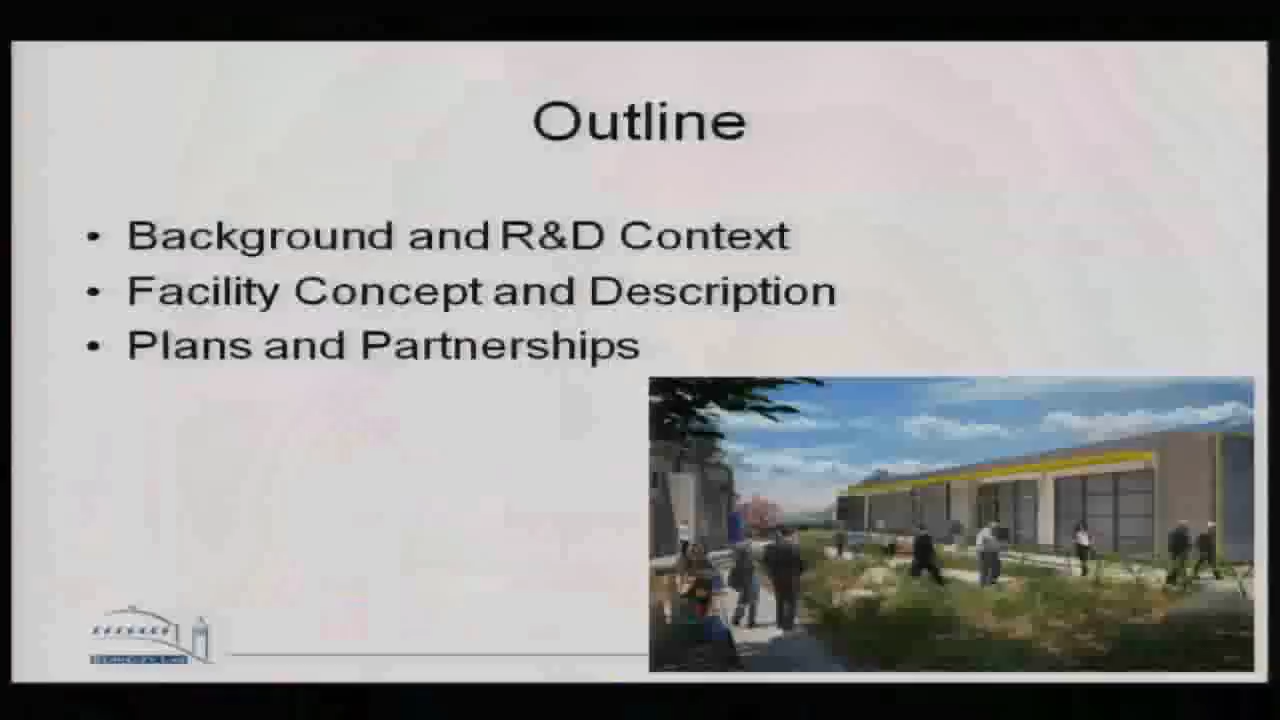 Outline
• Background and R&D Context
• Facility Concept and Description
• Plans and Partnerships